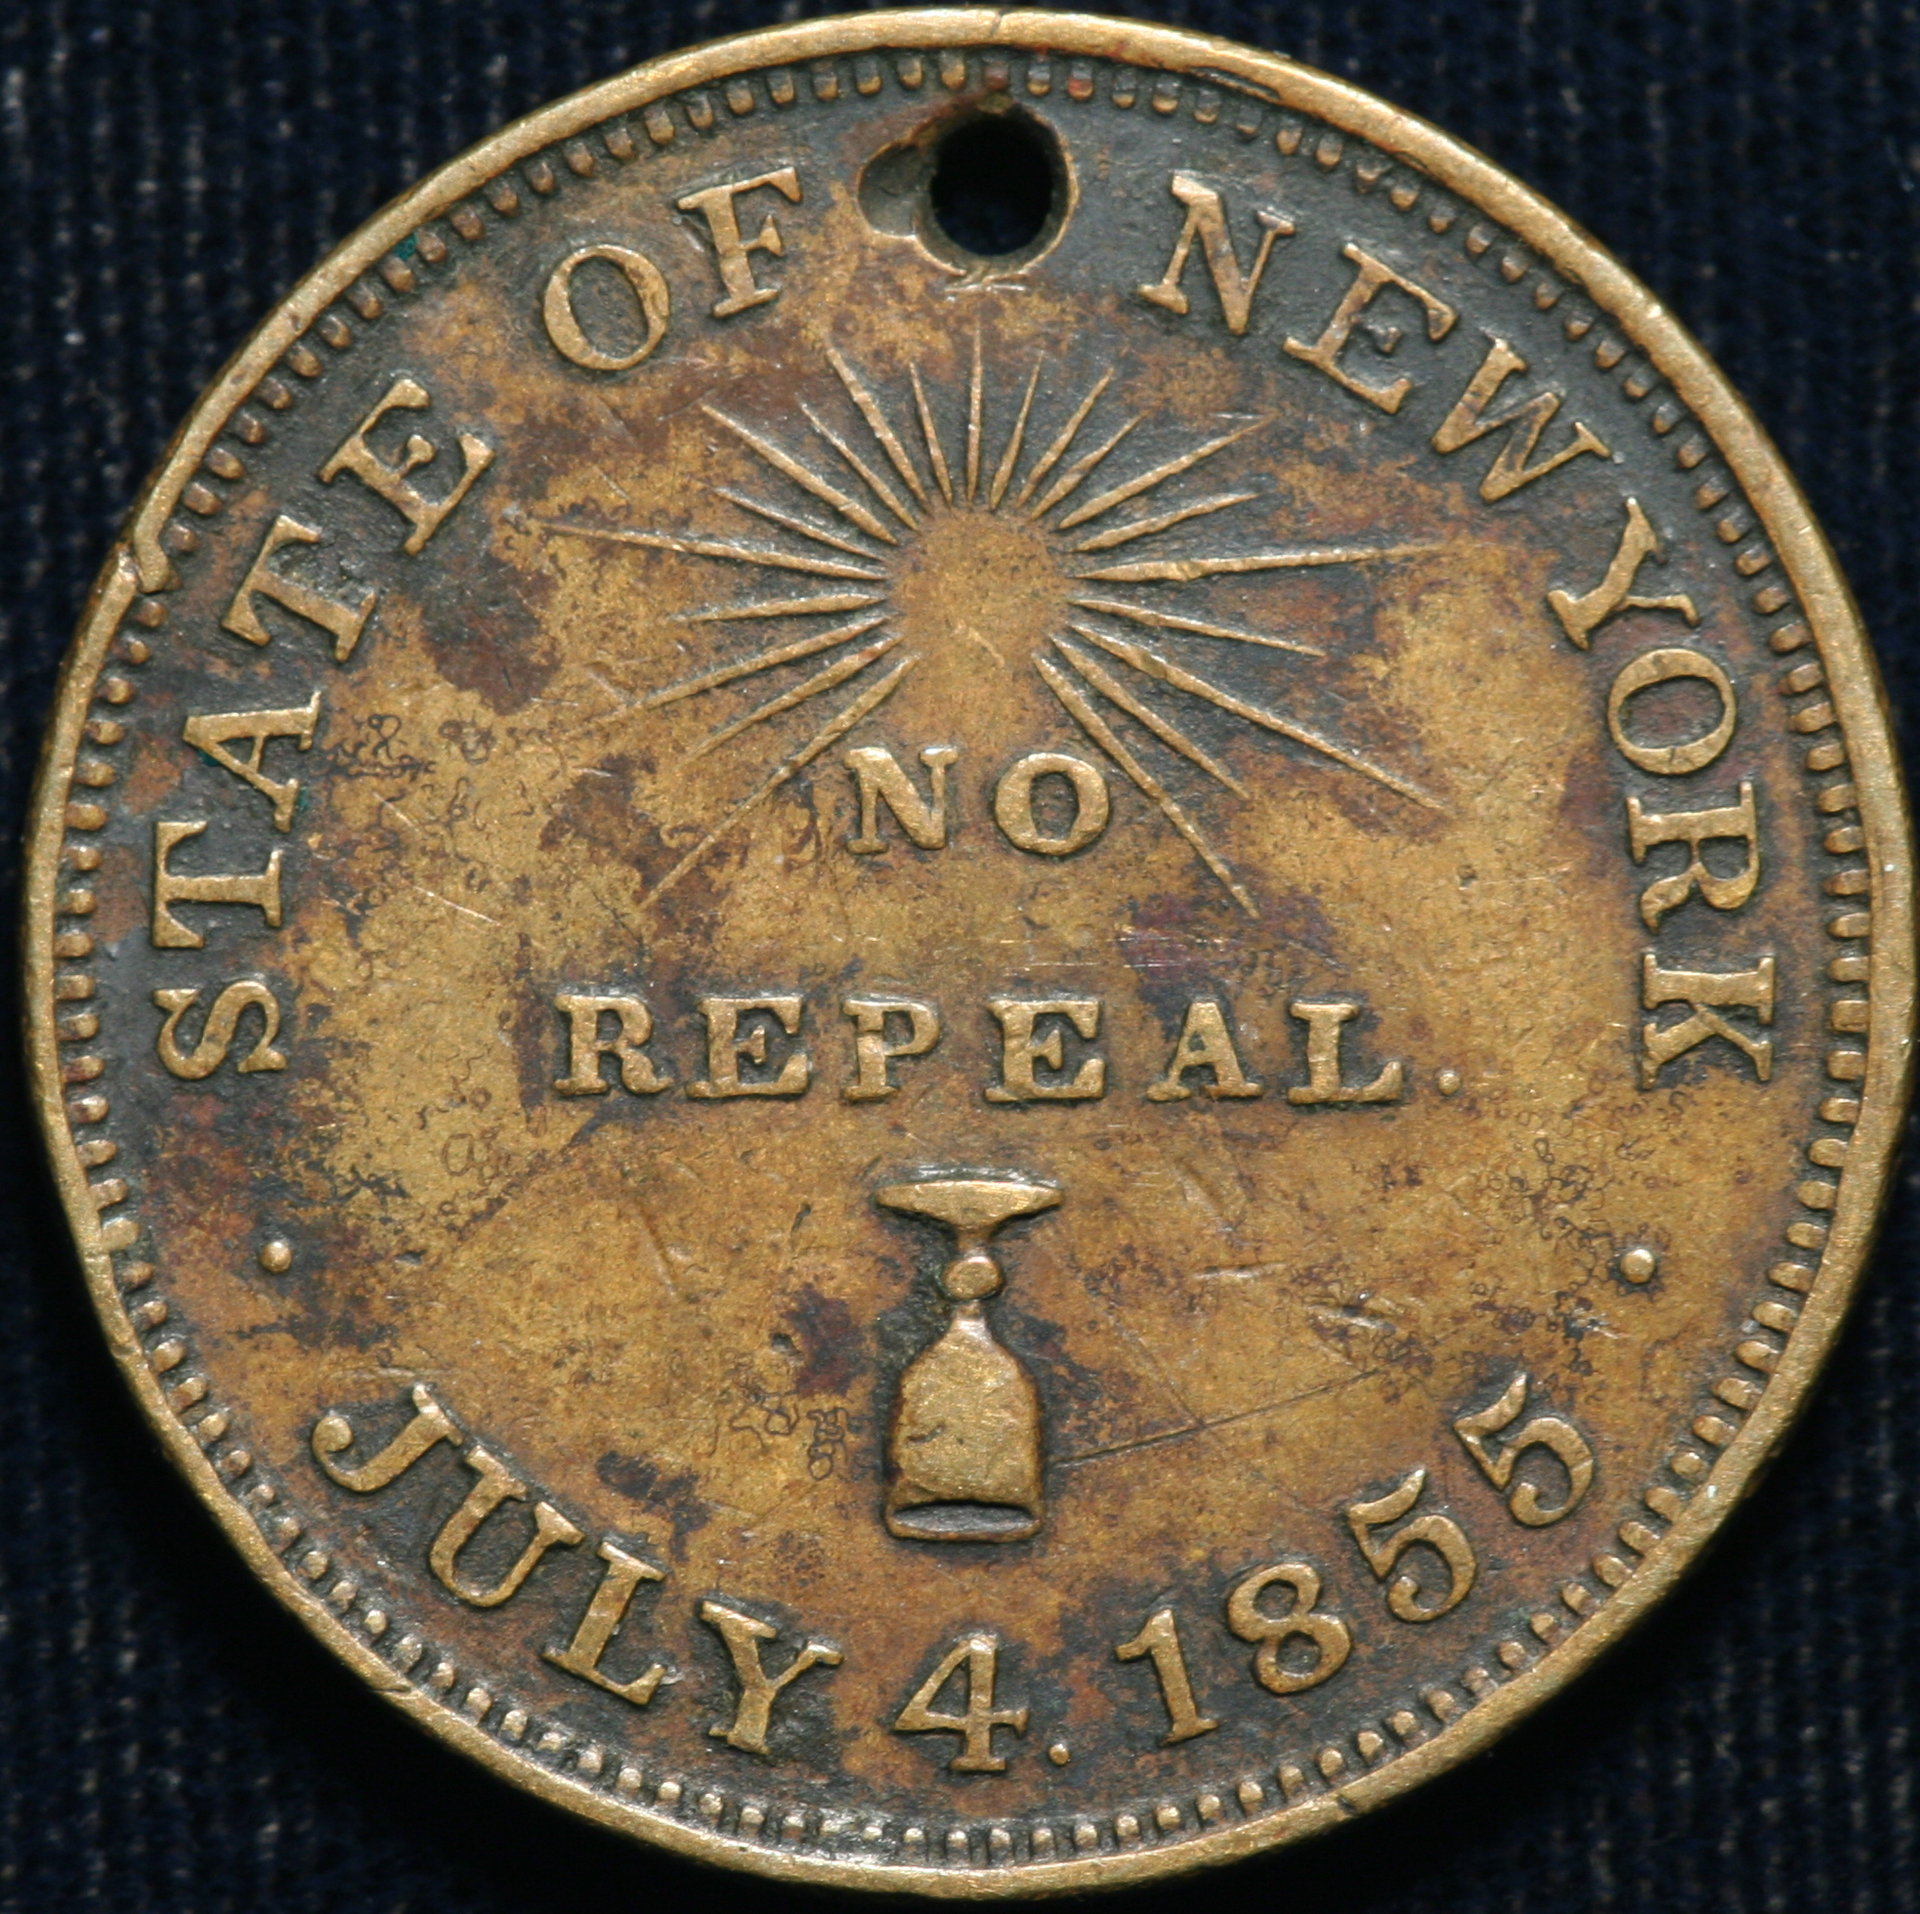 STATE OF NEW YORK
NO
REPEAL.
. JULY 4. 1855 .